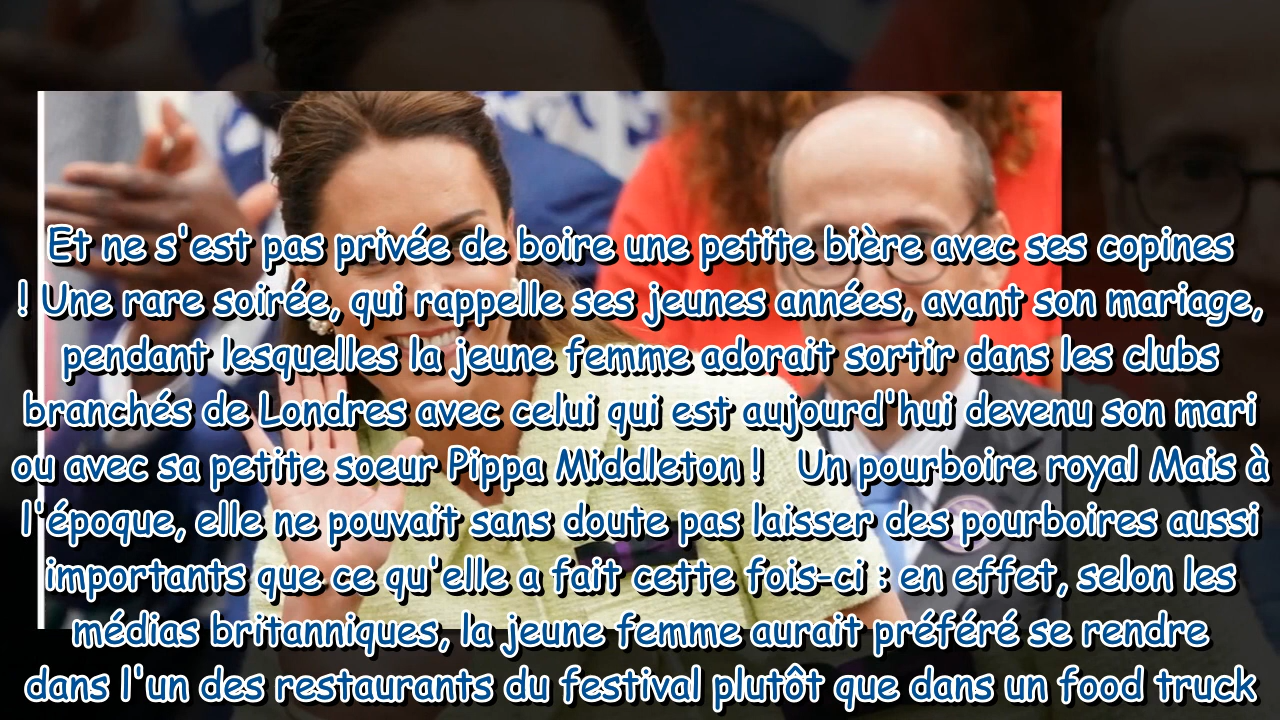 Et ne s'est pas privée de boire une petite bière avec ses copines
! Une rare soirée, qui rappelle ses jeunes années, avant son mariage,
pendant lesquelles la jeune femme adorait sortir dans les clubs
branchés de Londres avec celui qui est aujourd'hui devenu son mari
ou avec sa petite soeur Pippa Middleton !   Un pourboire royal Mais à
l'époque, elle ne pouvait sans doute pas laisser des pourboires aussi
importants que ce qu'elle a fait cette fois-ci : en effet, selon les
médias britanniques, la jeune femme aurait préféré se rendre
dans l'un des restaurants du festival plutôt que dans un food truck